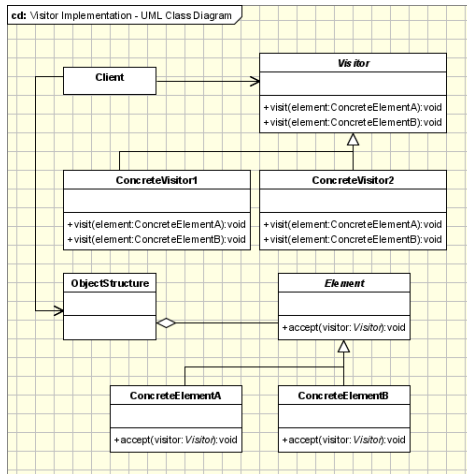 cd: Visitor Implementation - UML Class Diagram
Client
Visitor
+visit(element:ConcreteElementA):void
+visit(element:ConcreteElementB):void
ConcreteVisitor1
+visit(element:ConcreteElementA):void
+visit(element:ConcreteElementB):void
ConcreteVisitor2
+visit(element:ConcreteElementA):void
+visit(element:ConcreteElementB):void
ObjectStructure
Element
+accept(visitor:Visitor):void
ConcreteElementA
+accept(visitor:Visitor):void
ConcreteElementB
+accept(visitor:Visitor):void